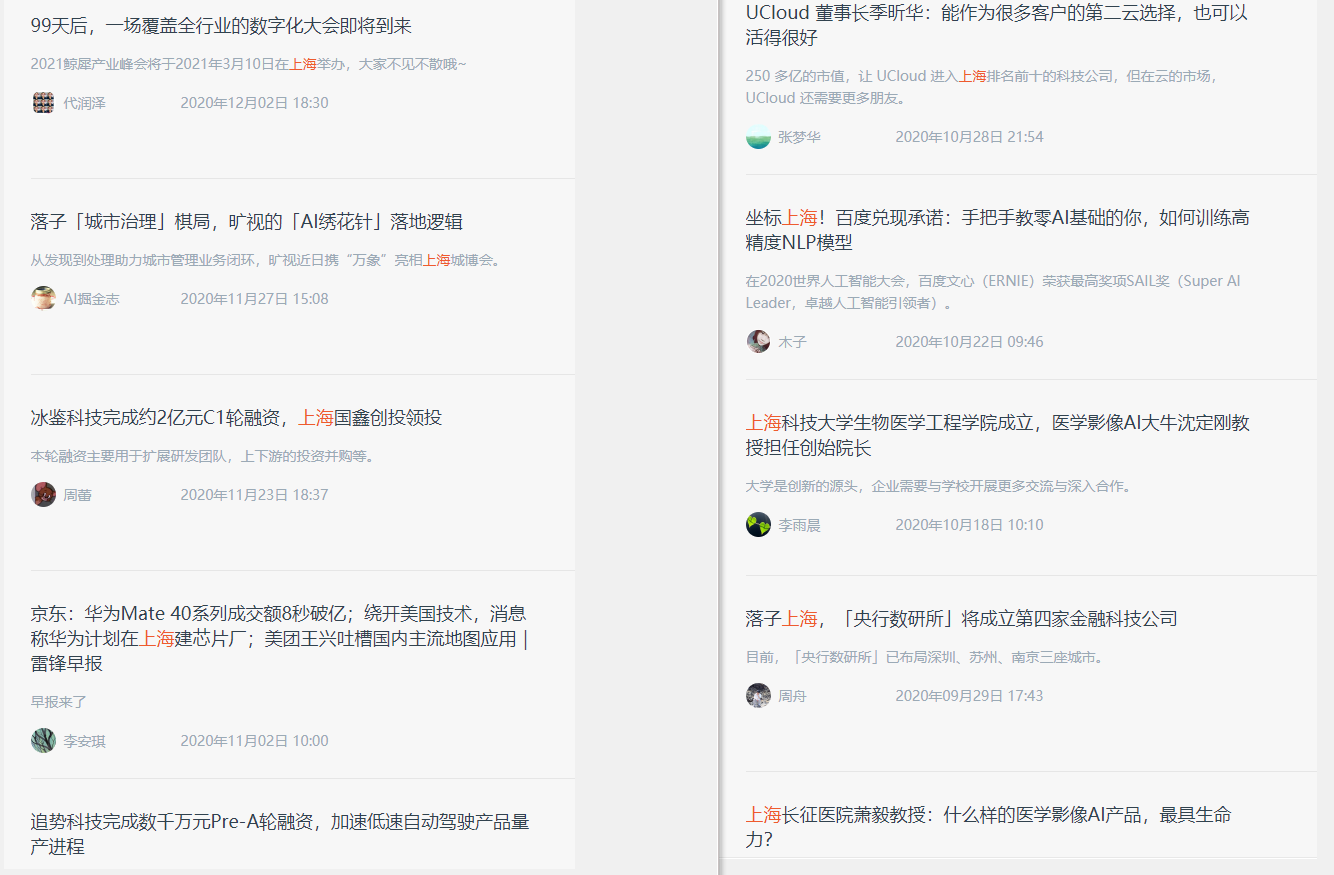 99天后，一场覆盖全行业的数字化大会即将到来
2021鲸犀产业峰会将于2021年3月10日在上海举办，大家不见不散哦~
代润泽 2020年12月02日 18:30
落子「城市治理」棋局，旷视的「AI绣花针」落地逻辑
从发现到处理助力城市管理业务闭环，旷视近日携“万象”亮相上海城博会。
AI掘金志 2020年11月27日 15:08
冰鉴科技完成约2亿元C1轮融资，上海国鑫创投领投
本轮融资主要用于扩展研发团队，上下游的投资并购等。
周蕾 2020年11月23日 18:37
京东：华为Mate 40系列成交额8秒破亿；绕开美国技术，消息
称华为计划在上海建芯片厂；美团王兴吐槽国内主流地图应用 |
雷锋早报
早报来了
李安琪 2020年11月02日 10:00
追势科技完成数千万元Pre-A轮融资，加速低速自动驾驶产品量
产进程
UCloud 董事长季昕华：能作为很多客户的第二云选择，也可以
活得很好
250 多亿的市值，让 UCloud 进入上海排名前十的科技公司，但在云的市场，
UCloud 还需要更多朋友。
张梦华 2020年10月28日 21:54
坐标上海！百度兑现承诺：手把手教零AI基础的你，如何训练高
精度NLP模型
在2020世界人工智能大会，百度文心（ERNIE）荣获最高奖项SAIL奖（Super AI
Leader，卓越人工智能引领者）。
木子 2020年10月22日 09:46
上海科技大学生物医学工程学院成立，医学影像AI大牛沈定刚教
授担任创始院长
大学是创新的源头，企业需要与学校开展更多交流与深入合作。
李雨晨 2020年10月18日 10:10
落子上海，「央行数研所」将成立第四家金融科技公司
目前，「央行数研所」已布局深圳、苏州、南京三座城市。
周舟 2020年09月29日 17:43
上海长征医院萧毅教授：什么样的医学影像AI产品，最具生命
力？